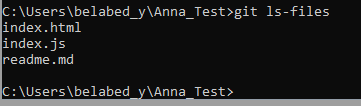 C:\Users\belabed_y\Anna_Test>git ls-files
index.html
index.js
readme.md
C:\Users\belabed_y\Anna_Test>